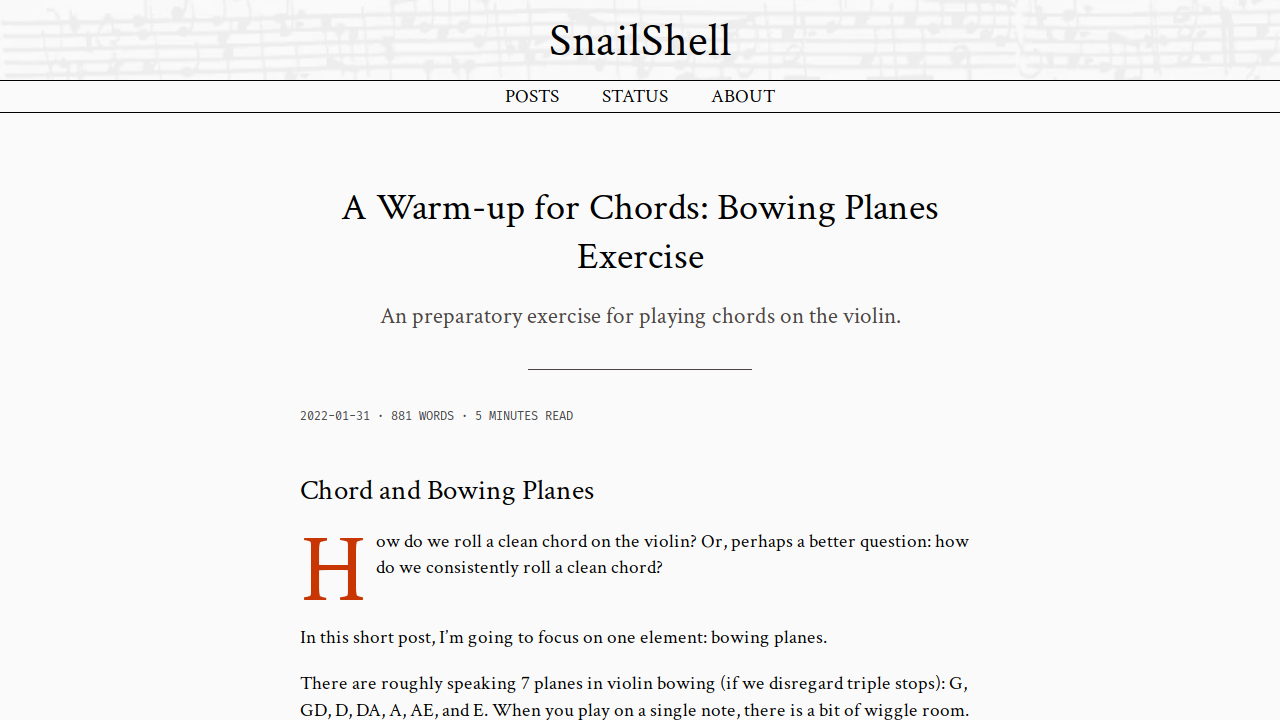 SnailShell
POSTS STATUS ABOUT
A Warm-up for Chords: Bowing Planes
Exercise
An preparatory exercise for playing chords on the violin.
2022-01-31 · 881 WORDS · 5 MINUTES READ
Chord and Bowing Planes
How do we roll a clean chord on the violin? Or, perhaps a better question: how
do we consistently roll a clean chord?
In this short post, I’m going to focus on one element: bowing planes.
There are roughly speaking 7 planes in violin bowing (if we disregard triple stops): G,
GD, D, DA, A, AE, and E. When you play on a single note, there is a bit of wiggle room.